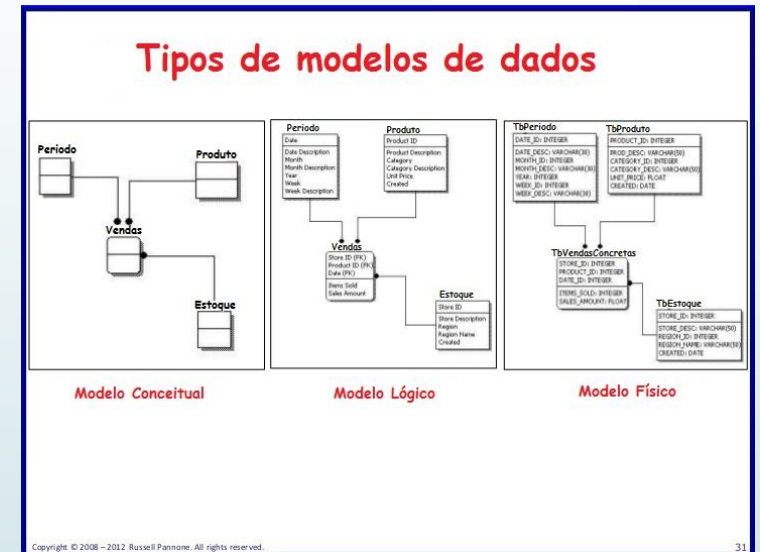 Tipos de modelos de dados
Período
Produto
Vendas
Estoque
Modelo Conceitual
Periodo
Date
Date Description
Month
Month Description
Year
Week
Week Description
Produto
Product ID
Product Description
Category
Category Description
Unit Price
Created
Vendas
Store ID (FK)
Product ID (FK)
Date (FK)
Items Sold
Sales Amount
Estoque
Store ID
Store Description
Region
Region Name
Created
Modelo Lógico
TbPeriodo
DATE_ID: INTEGER
DATE_DESC: VARCHAR(30)
MONTH_ID: INTEGER
MONTH_DESC: VARCHAR(30)
YEAR: INTEGER
WEEK_ID: INTEGER
WEEK_DESC: VARCHAR(30)
TbProduto
PRODUCT_ID: INTEGER
PROD_DESC: VARCHAR(50)
CATEGORY_ID: INTEGER
CATEGORY_DESC: VARCHAR(50)
UNIT_PRICE: FLOAT
CREATED: DATE
TbVendasConcretas
STORE_ID: INTEGER
PRODUCT_ID: INTEGER
DATE_ID: INTEGER
ITEMS_SOLD: INTEGER
SALES_AMOUNT: FLOAT
TbEstoque
STORE_ID: INTEGER
STORE_DESC: VARCHAR(50)
REGION_ID: INTEGER
REGION_NAME: VARCHAR(50)
CREATED: DATE
Modelo Físico
Copyright © 2008 – 2012 Russell Pannone. All rights reserved.
31